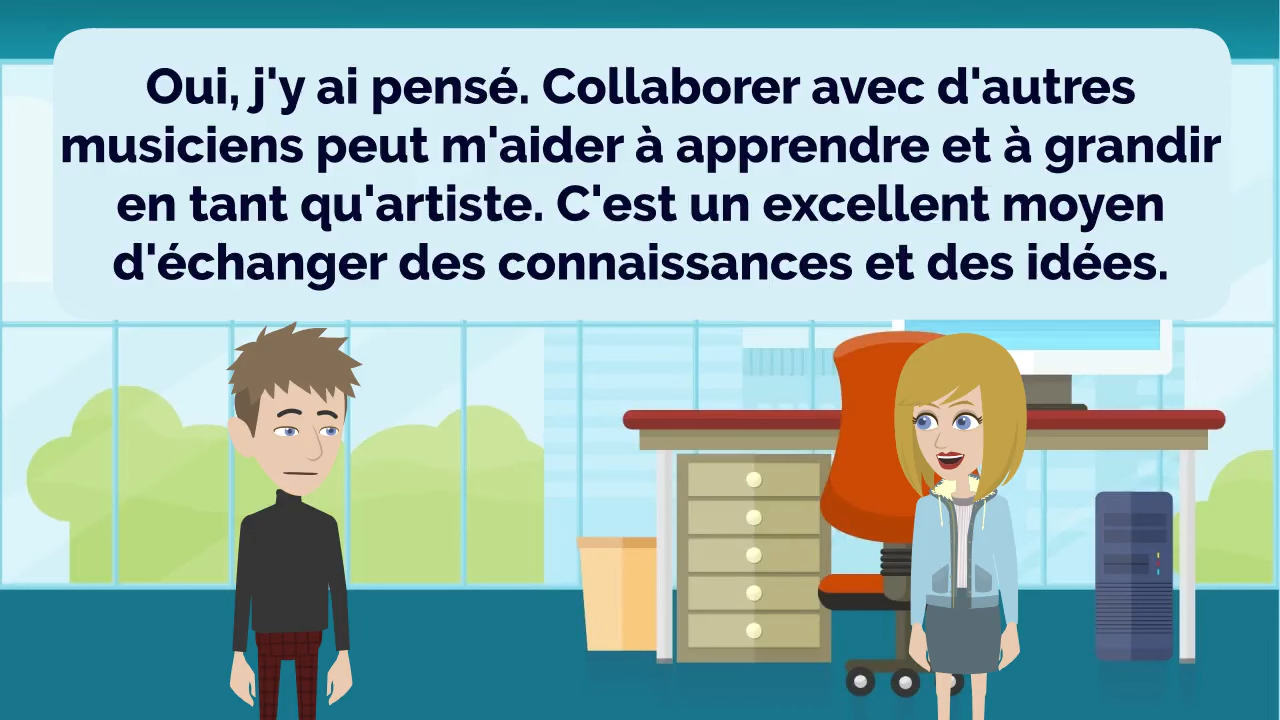 Oui, j'y ai pensé. Collaborer avec d'autres
musiciens peut m'aider à apprendre et à grandir
en tant qu'artiste. C'est un excellent moyen
d'échanger des connaissances et des idées.